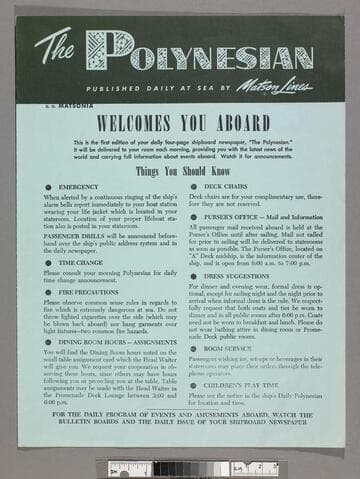 The POLYNESIAN
PUBLISHED DAILY AT SEA BY Matson Lines
S. S. MATSONIA
WELCOMES YOU ABOARD
This is the first edition of your daily four-page shipboard newspaper, "The Polynesian."
It will be delivered to your room each morning, providing you with the latest news of the
world and carrying full information about events aboard. Watch it for announcements.
Things You Should Know
EMERGENCY
When alerted by a continuous ringing of the ship's
alarm bells report immediately to your boat station
wearing your life jacket which is located in your
stateroom. Location of your proper lifeboat sta-
tion also is posted in your stateroom.
PASSENGER DRILLS will be announced before-
hand over the ship's public address system and in
the daily newspaper.
TIME CHANGE
Please consult your morning Polynesian for daily
time change announcement.
FIRE PRECAUTIONS
Please observe common sense rules in regards to
fire which is extremely dangerous at sea. Do not
throw lighted cigarettes over the side (which may
be blown back aboard) nor hang garments over
light fixtures—two common fire hazards.
DINING ROOM HOURS — ASSIGNMENTS
You will find the Dining Room hours noted on the
small table assignment card which the Head Waiter
will give you. We request your cooperation in ob-
serving these hours, since others may have hours
following you or preceding you at the table. Table
assignments may be made with the Head Waiter in
the Promenade Deck Lounge between 2:00 and
6:00 p.m.
DECK CHAIRS
Deck chairs are for your complimentary use, there-
fore they are not reserved.
PURSER'S OFFICE — Mail and Information
All passenger mail received aboard is held at the
Purser's Office until after sailing. Mail not called
for prior to sailing will be delivered to staterooms
as soon as possible. The Purser's Office, located on
"A" Deck midship, is the information center of the
ship, and is open from 9:00 a.m. to 7:00 p.m.
DRESS SUGGESTIONS
For dinner and evening wear, formal dress is op-
tional, except for sailing night and the night prior to
arrival when informal dress is the rule. We respect-
fully request that both coats and ties be worn to
dinner and in all public rooms after 6:00 p.m. Coats
need not be worn to breakfast and lunch. Please do
not wear bathing attire in dining room or Prome-
nade Deck public rooms.
ROOM SERVICE
Passengers wishing ice, set-ups or beverages in their
staterooms may place their orders through the tele-
phone operators.
CHILDREN'S PLAY TIME
Please see the notice in the ship's Daily Polynesian
for location and time.
FOR THE DAILY PROGRAM OF EVENTS AND AMUSEMENTS ABOARD, WATCH THE
BULLETIN BOARDS AND THE DAILY ISSUE OF YOUR SHIPBOARD NEWSPAPER